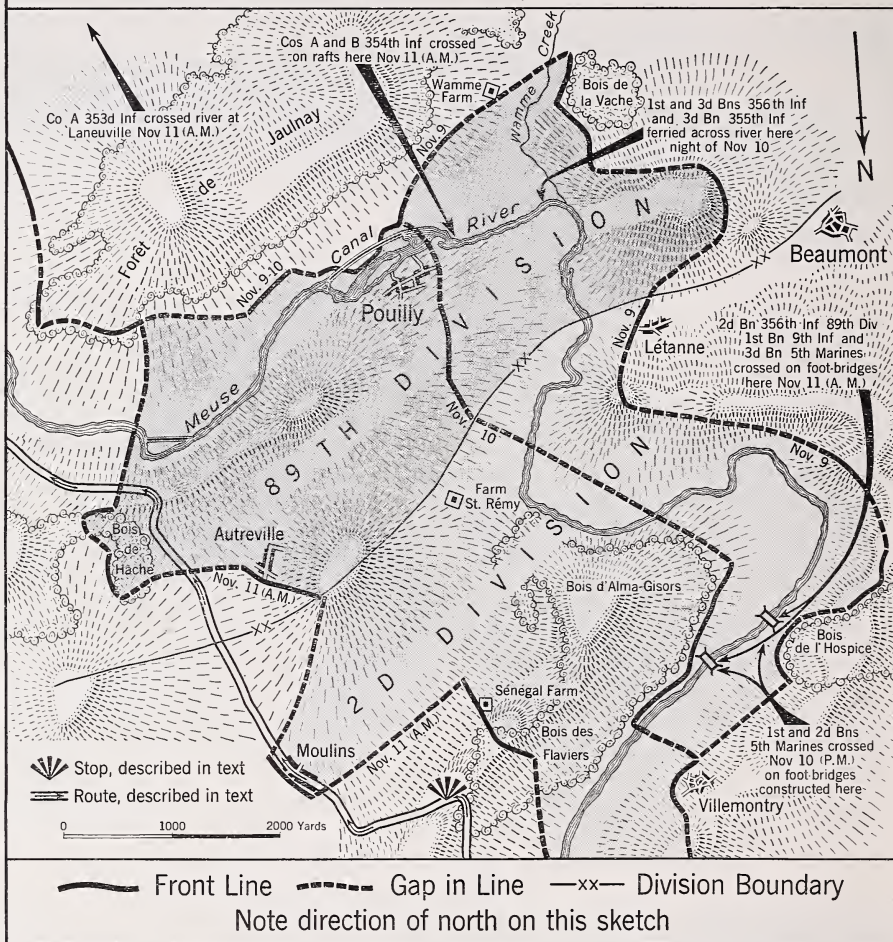 Cos A and B 354th Inf crossed
on rafts here Nov 11 (A.M.)
Co A 353d Inf crossed river at
Laneuville Nov 11 (A.M.)
Wamme
Farm
Wamme Creek
Bois de
la Vache
1st and 3d Bns 356th Inf
and 3d Bn 355th Inf
ferried across river here
night of Nov 10
N
Forêt de Jaulnay
Nov 9
Canal
River
Nov. 9-10
Pouilly
Meuse
89TH DIVISION
XX
Beaumont
Nov. 9
Létanne
2d Bn 356th Inf 89th Div
1st Bn 9th Inf and
3d Bn 5th Marines
crossed on foot-bridges
here Nov 11 (A. M.)
XX
Nov. 10
Nov. 9
Farm
St. Rémy
2D DIVISION
Bois
de
Hache
Autreville
Nov. 11 (A.M.)
XX
Bois d'Alma-Gisors
Bois
de l'Hospice
Sénégal Farm
Bois des
Flaviers
Moulins
Nov. 11 (A.M.)
1st and 2d Bns
5th Marines crossed
Nov 10 (P.M.)
on foot-bridges
constructed here
Villemontry
Stop, described in text
Route, described in text
0 1000 2000 Yards
Front Line Gap in Line —xx— Division Boundary
Note direction of north on this sketch